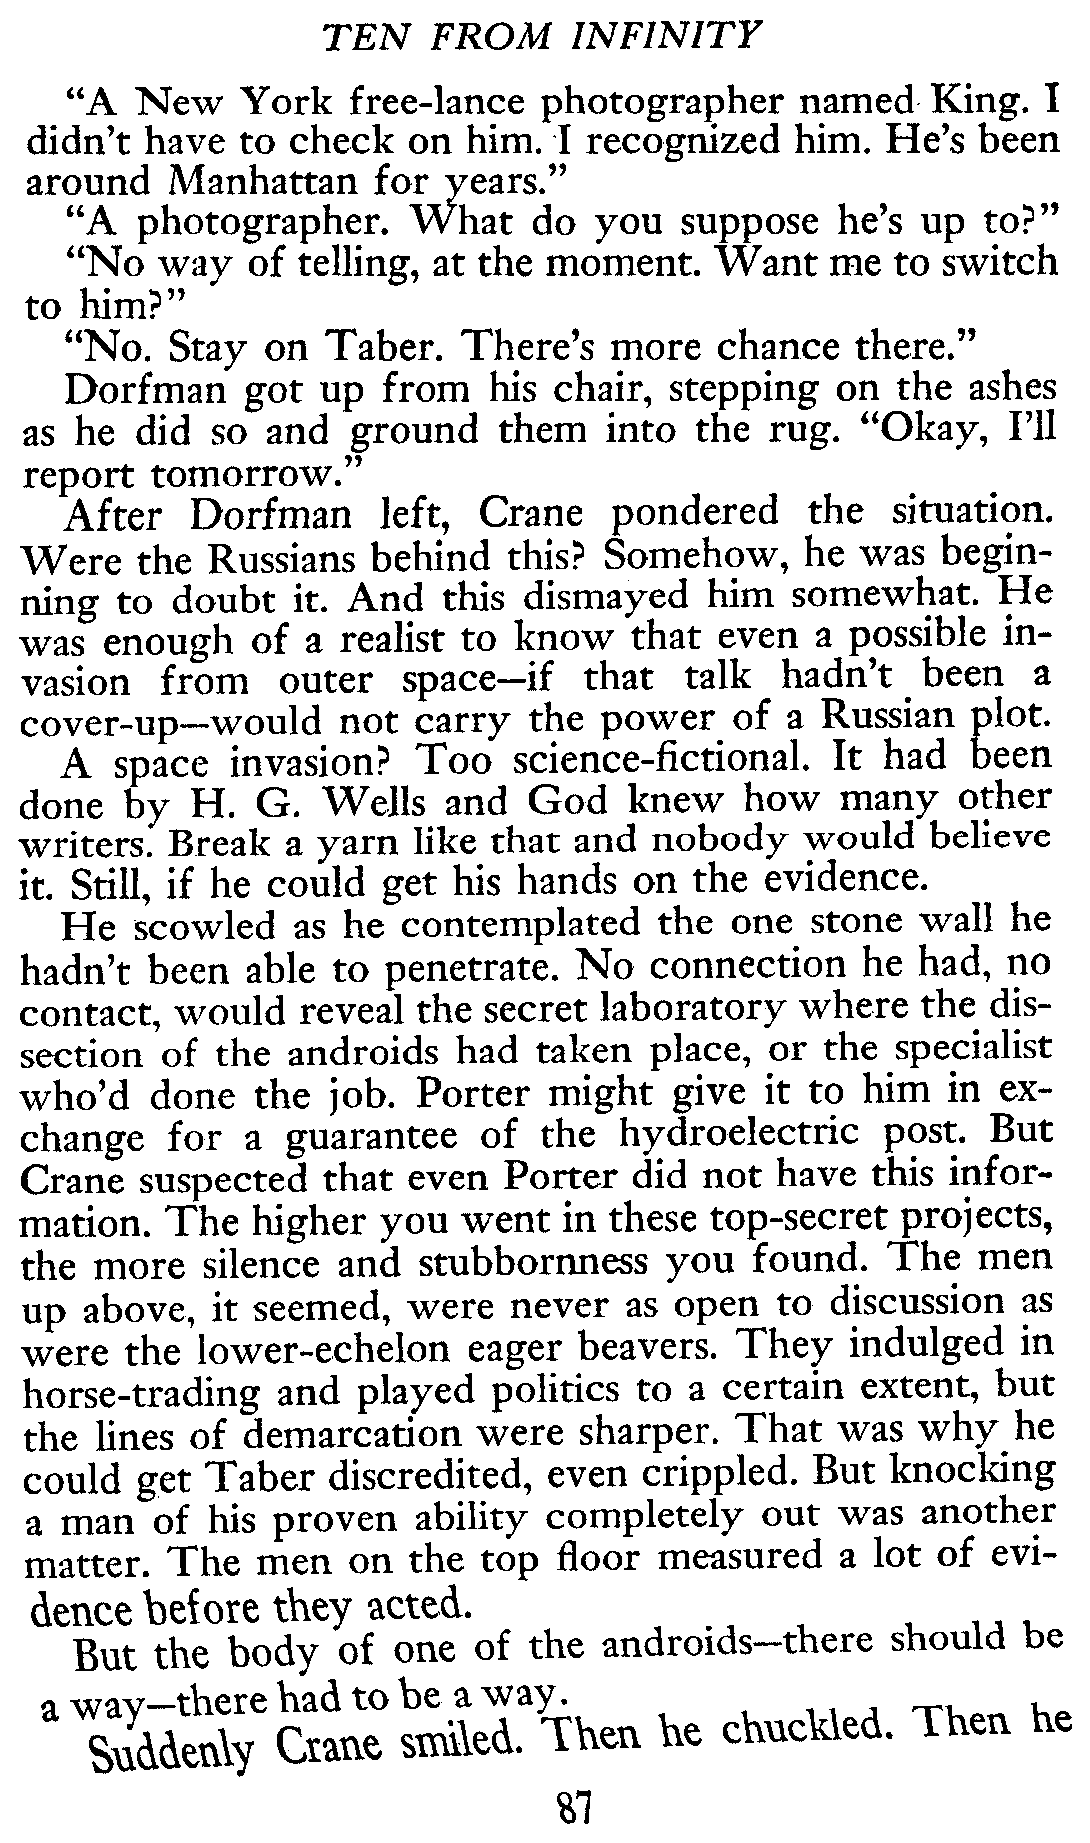 TEN FROM INFINITY
“A New York free-lance photographer named King. I
didn’t have to check on him. I recognized him. He’s been
around Manhattan for years.”
“A photographer. What do you suppose he’s up to?”
“No way of telling, at the moment. Want me to switch
to him?”
“No. Stay on Taber. There’s more chance there.”
Dorfman got up from his chair, stepping on the ashes
as he did so and ground them into the rug. “Okay, I’ll
report tomorrow.”
After Dorfman left, Crane pondered the situation.
Were the Russians behind this? Somehow, he was begin-
ning to doubt it. And this dismayed him somewhat. He
was enough of a realist to know that even a possible in-
vasion from outer space—if that talk hadn’t been a
cover-up—would not carry the power of a Russian plot.
A space invasion? Too science-fictional. It had been
done by H. G. Wells and God knew how many other
writers. Break a yarn like that and nobody would believe
it. Still, if he could get his hands on the evidence.
He scowled as he contemplated the one stone wall he
hadn’t been able to penetrate. No connection he had, no
contact, would reveal the secret laboratory where the dis-
section of the androids had taken place, or the specialist
who’d done the job. Porter might give it to him in ex-
change for a guarantee of the hydroelectric post. But
Crane suspected that even Porter did not have this infor-
mation. The higher you went in these top-secret projects,
the more silence and stubbornness you found. The men
up above, it seemed, were never as open to discussion as
were the lower-echelon eager beavers. They indulged in
horse-trading and played politics to a certain extent, but
the lines of demarcation were sharper. That was why he
could get Taber discredited, even crippled. But knocking
a man of his proven ability completely out was another
matter. The men on the top floor measured a lot of evi-
dence before they acted.
But the body of one of the androids—there should be
a way—there had to be a way.
Suddenly Crane smiled. Then he chuckled. Then he
87